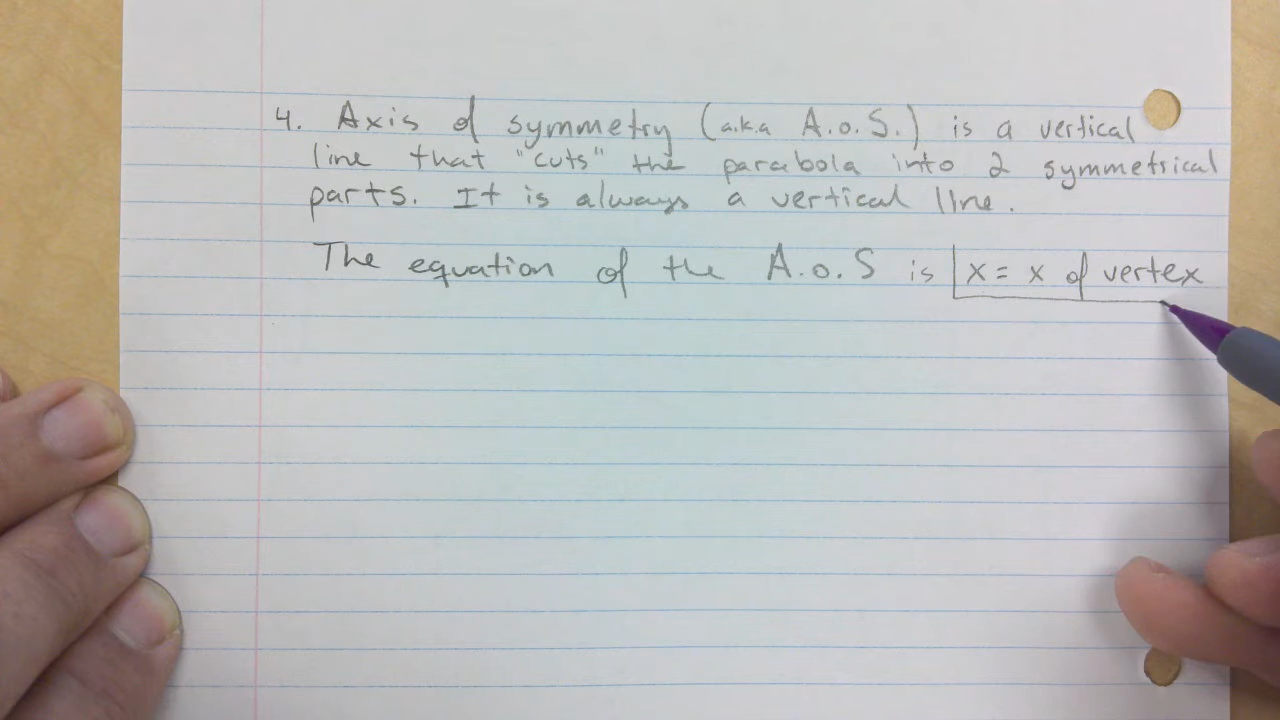 4. Axis of symmetry (a.k.a A.o.S.) is a vertical
line that "cuts" the parabola into 2 symmetrical
parts. It is always a vertical line.
The equation of the A.o.S is x = x of vertex